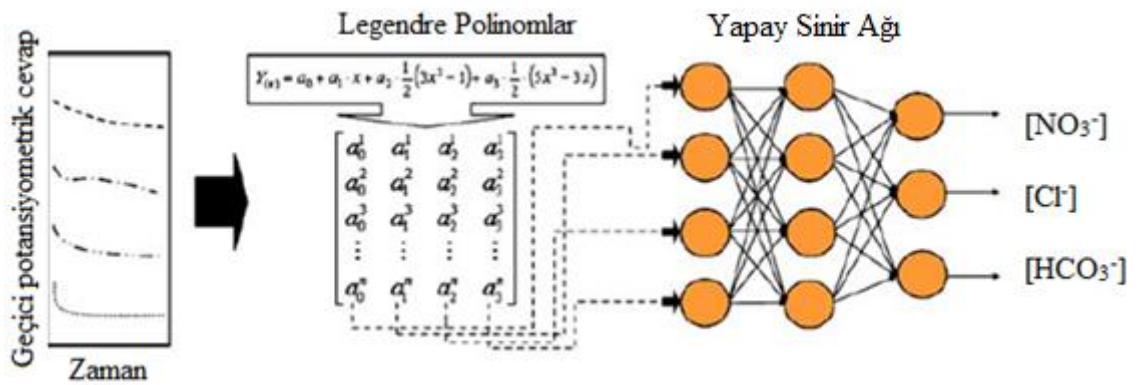 Legendre Polinomlar
Yapay Sinir Ağı
Geçici potansiyometrik cevap
Zaman
Y(x) = a₀ + a₁ · x + a₂ · 1/2 (3x² − 1) + a₃ · 1/2 · (5x³ − 3x)
a₀¹ a₁¹ a₂¹ a₃¹
a₀² a₁² a₂² a₃²
a₀³ a₁³ a₂³ a₃³
⋮ ⋮ ⋮ ⋮
a₀ⁿ a₁ⁿ a₂ⁿ a₃ⁿ
[NO₃⁻]
[Cl⁻]
[HCO₃⁻]